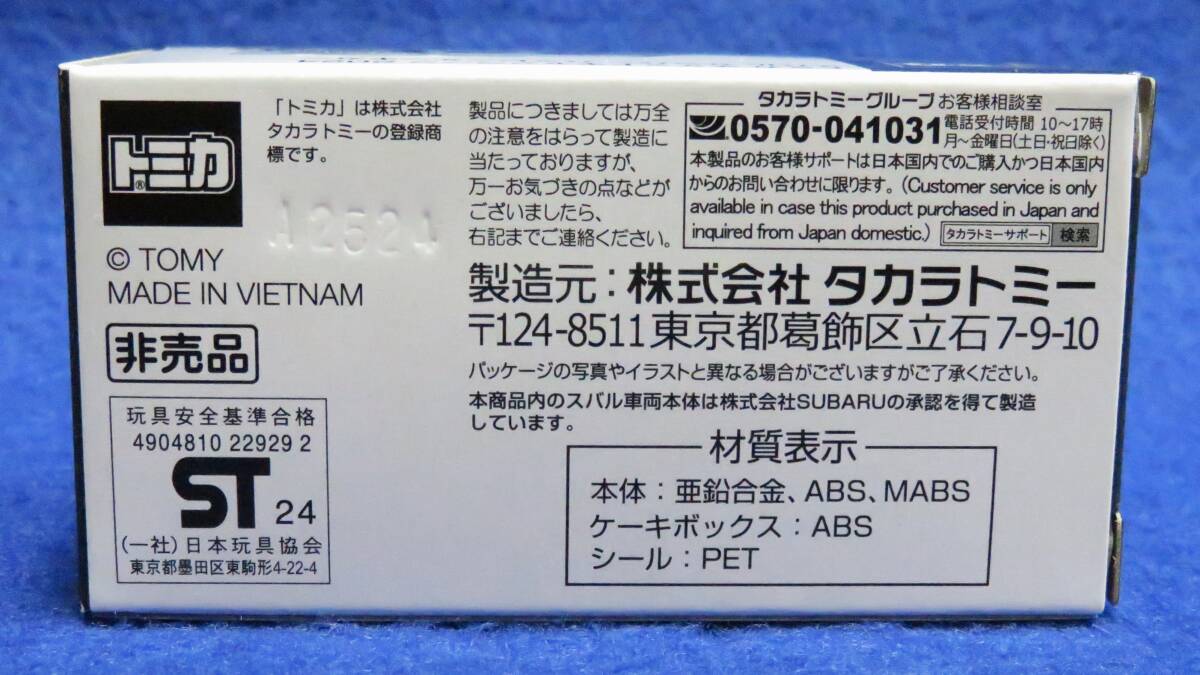 トミカ®
「トミカ」は株式会社
タカラトミーの登録商
標です。
A2524
© TOMY
MADE IN VIETNAM
非売品
玩具安全基準合格
4904810 22929 2
ST 24
(一社)日本玩具協会
東京都墨田区東駒形4-22-4
製品につきましては万全
の注意をはらって製造に
当たっておりますが、
万一お気づきの点などが
ございましたら、
右記までご連絡ください。
タカラトミーグループ お客様相談室
0570-041031 電話受付時間 10〜17時
月〜金曜日(土日・祝日除く)
本製品のお客様サポートは日本国内でのご購入かつ日本国内
からのお問い合わせに限ります。(Customer service is only
available in case this product purchased in Japan and
inquired from Japan domestic.) タカラトミーサポート 検索
製造元:株式会社 タカラトミー
〒124-8511 東京都葛飾区立石 7-9-10
パッケージの写真やイラストと異なる場合がございますがご了承ください。
本商品内のスバル車両本体は株式会社SUBARUの承認を得て製造
しています。
材質表示
本体:亜鉛合金、ABS、MABS
ケーキボックス:ABS
シール:PET